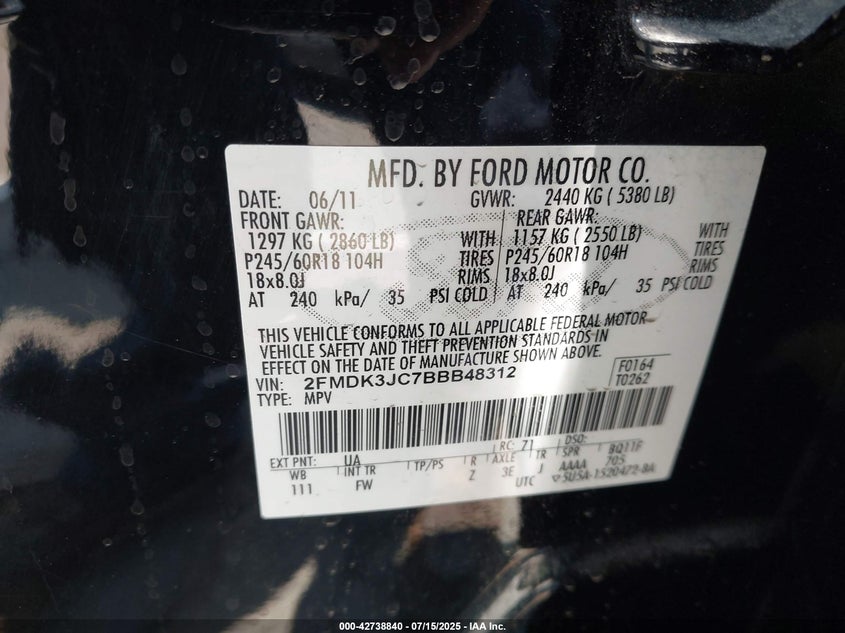 MFD. BY FORD MOTOR CO.
DATE: 06/11 GVWR: 2440 KG ( 5380 LB)
FRONT GAWR: REAR GAWR:
1297 KG ( 2860 LB) WITH 1157 KG ( 2550 LB) WITH
P245/60R18 104H TIRES P245/60R18 104H TIRES
18x8.0J RIMS 18x8.0J RIMS
AT 240 kPa/ 35 PSI COLD AT 240 kPa/ 35 PSI COLD
THIS VEHICLE CONFORMS TO ALL APPLICABLE FEDERAL MOTOR
VEHICLE SAFETY AND THEFT PREVENTION STANDARDS IN
EFFECT ON THE DATE OF MANUFACTURE SHOWN ABOVE.
VIN: 2FMDK3JC7BBB48312 F0164
TYPE: MPV T0262
EXT PNT: UA RC: 71 DSO:
WB INT TR TP/PS R AXLE TR SPR BQ11F
111 FW Z 3E J AAAA 705
UTC ▽5U5A-1520472-BA
000-42738840 - 07/15/2025 - IAA Inc.